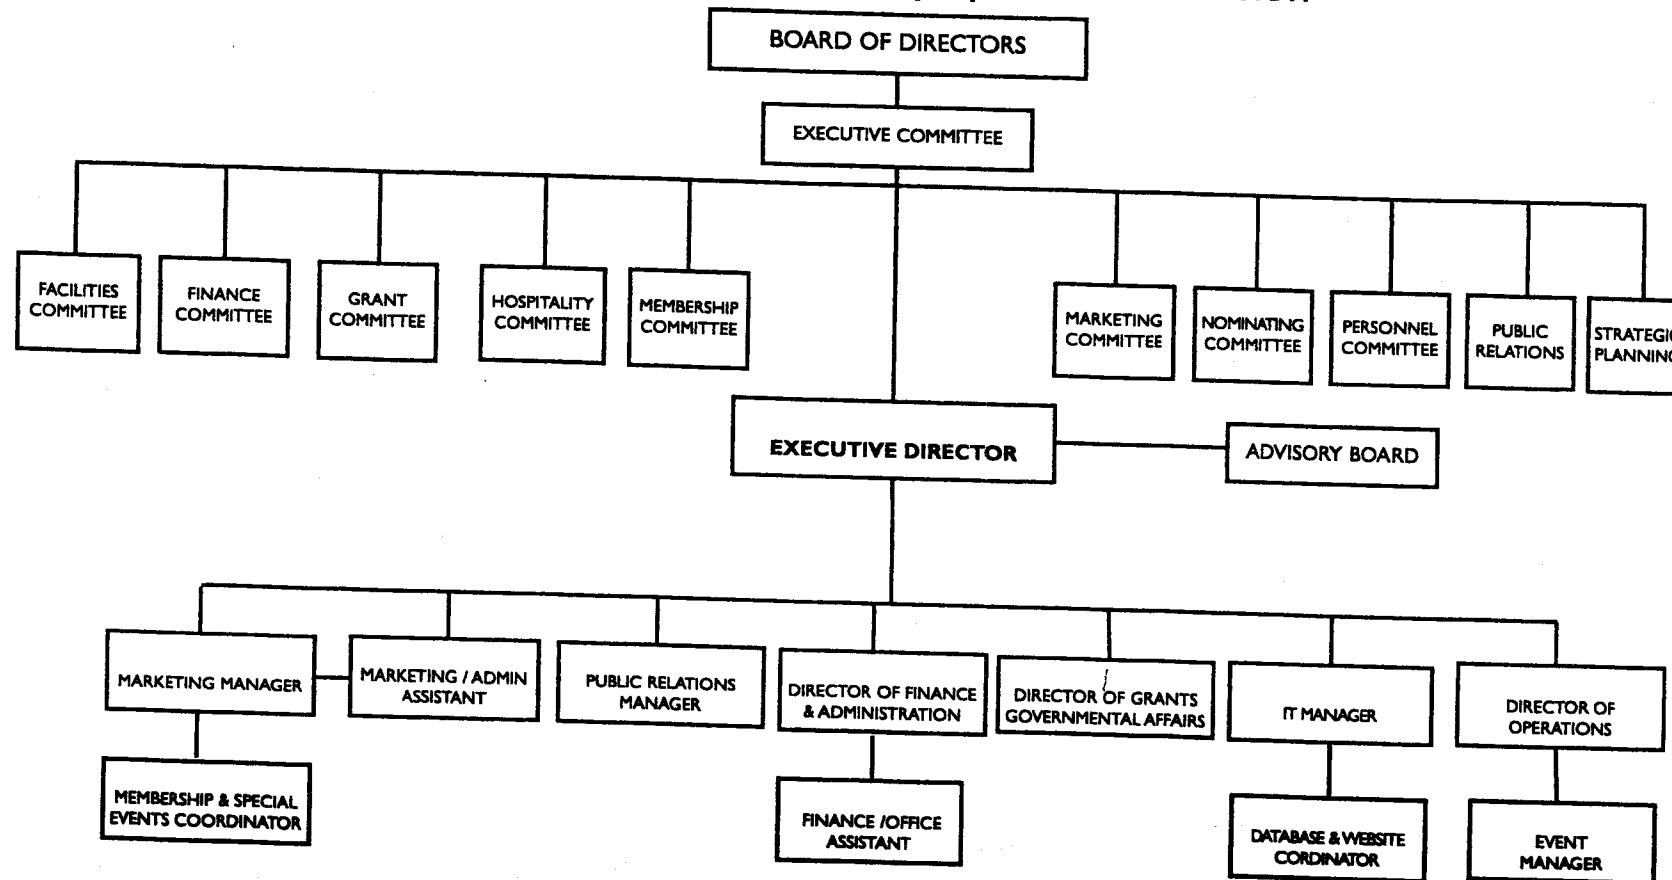 BOARD OF DIRECTORS
EXECUTIVE COMMITTEE
FACILITIES
COMMITTEE
FINANCE
COMMITTEE
GRANT
COMMITTEE
HOSPITALITY
COMMITTEE
MEMBERSHIP
COMMITTEE
MARKETING
COMMITTEE
NOMINATING
COMMITTEE
PERSONNEL
COMMITTEE
PUBLIC
RELATIONS
STRATEGIC
PLANNING
EXECUTIVE DIRECTOR
ADVISORY BOARD
MARKETING MANAGER
MARKETING / ADMIN
ASSISTANT
PUBLIC RELATIONS
MANAGER
DIRECTOR OF FINANCE
& ADMINISTRATION
DIRECTOR OF GRANTS
GOVERNMENTAL AFFAIRS
IT MANAGER
DIRECTOR OF
OPERATIONS
MEMBERSHIP & SPECIAL
EVENTS COORDINATOR
FINANCE /OFFICE
ASSISTANT
DATABASE & WEBSITE
CORDINATOR
EVENT
MANAGER